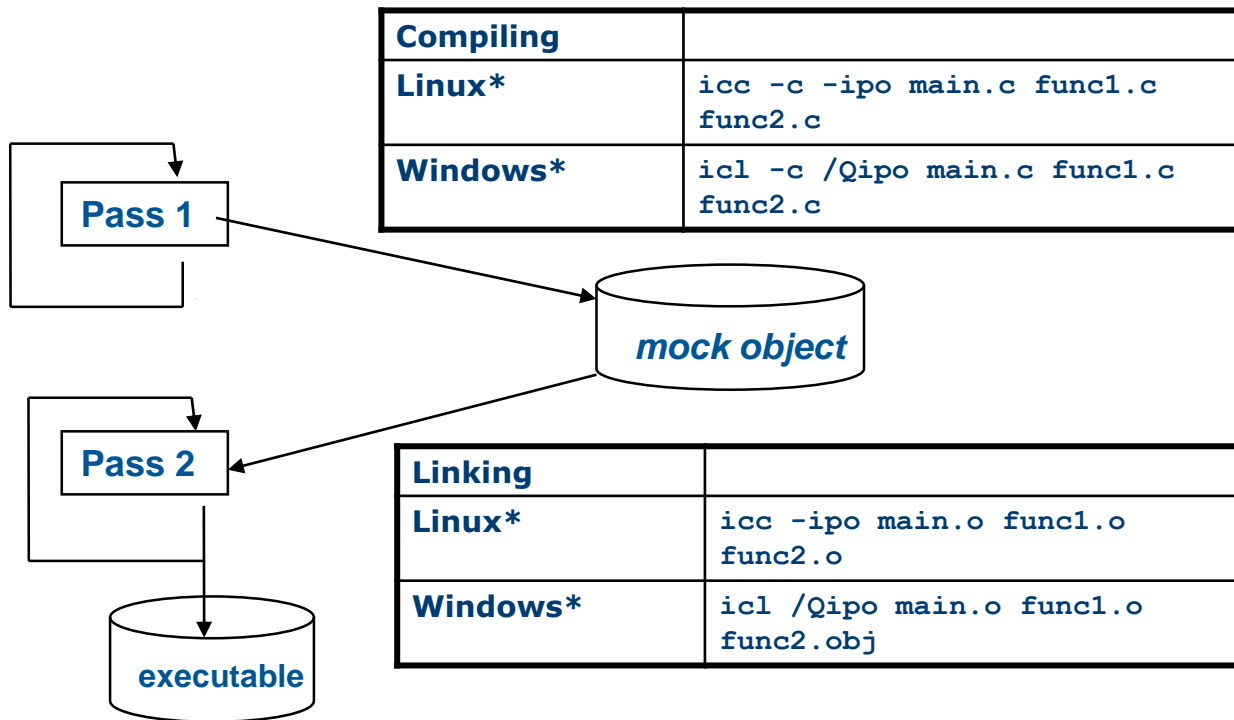 Compiling
Linux*
icc -c -ipo main.c func1.c
func2.c
Windows*
icl -c /Qipo main.c func1.c
func2.c
Pass 1
mock object
Pass 2
Linking
Linux*
icc -ipo main.o func1.o
func2.o
Windows*
icl /Qipo main.o func1.o
func2.obj
executable